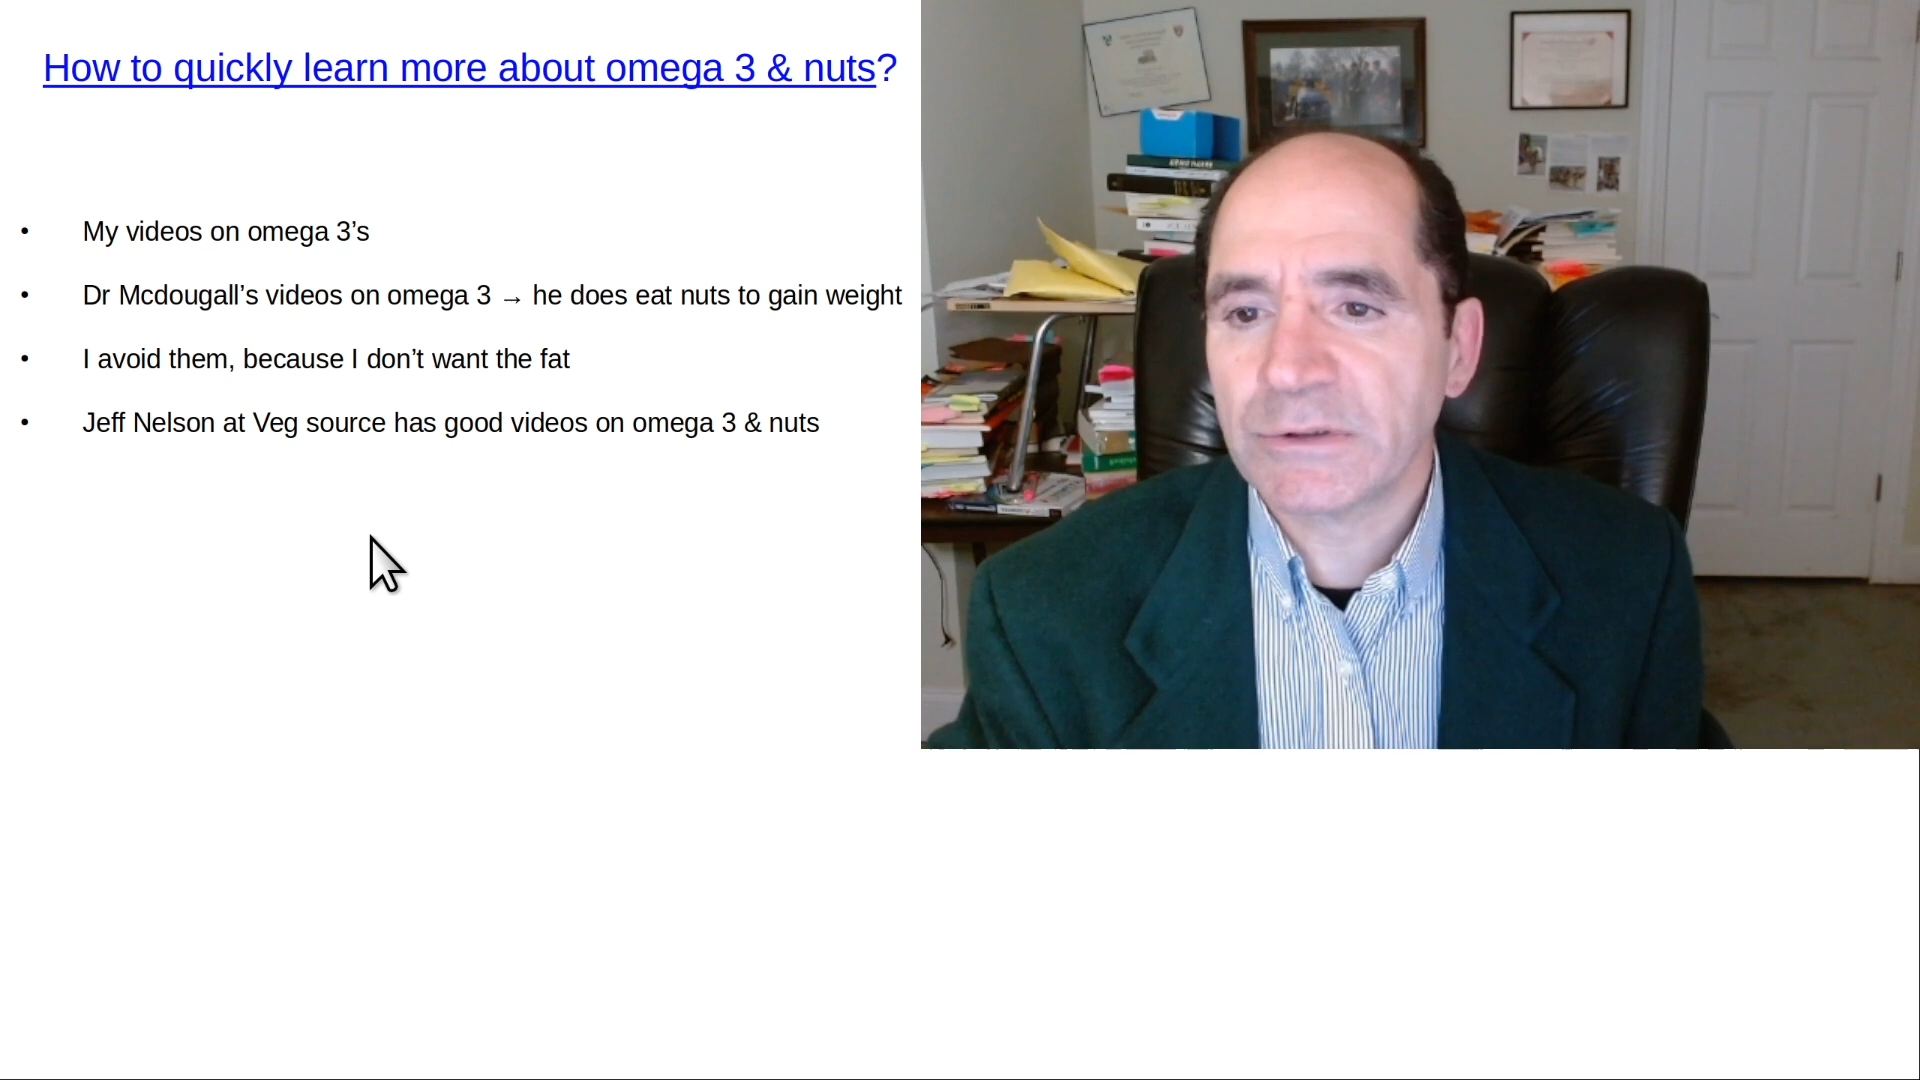 How to quickly learn more about omega 3 & nuts?
• My videos on omega 3’s
• Dr Mcdougall’s videos on omega 3 → he does eat nuts to gain weight
• I avoid them, because I don’t want the fat
• Jeff Nelson at Veg source has good videos on omega 3 & nuts